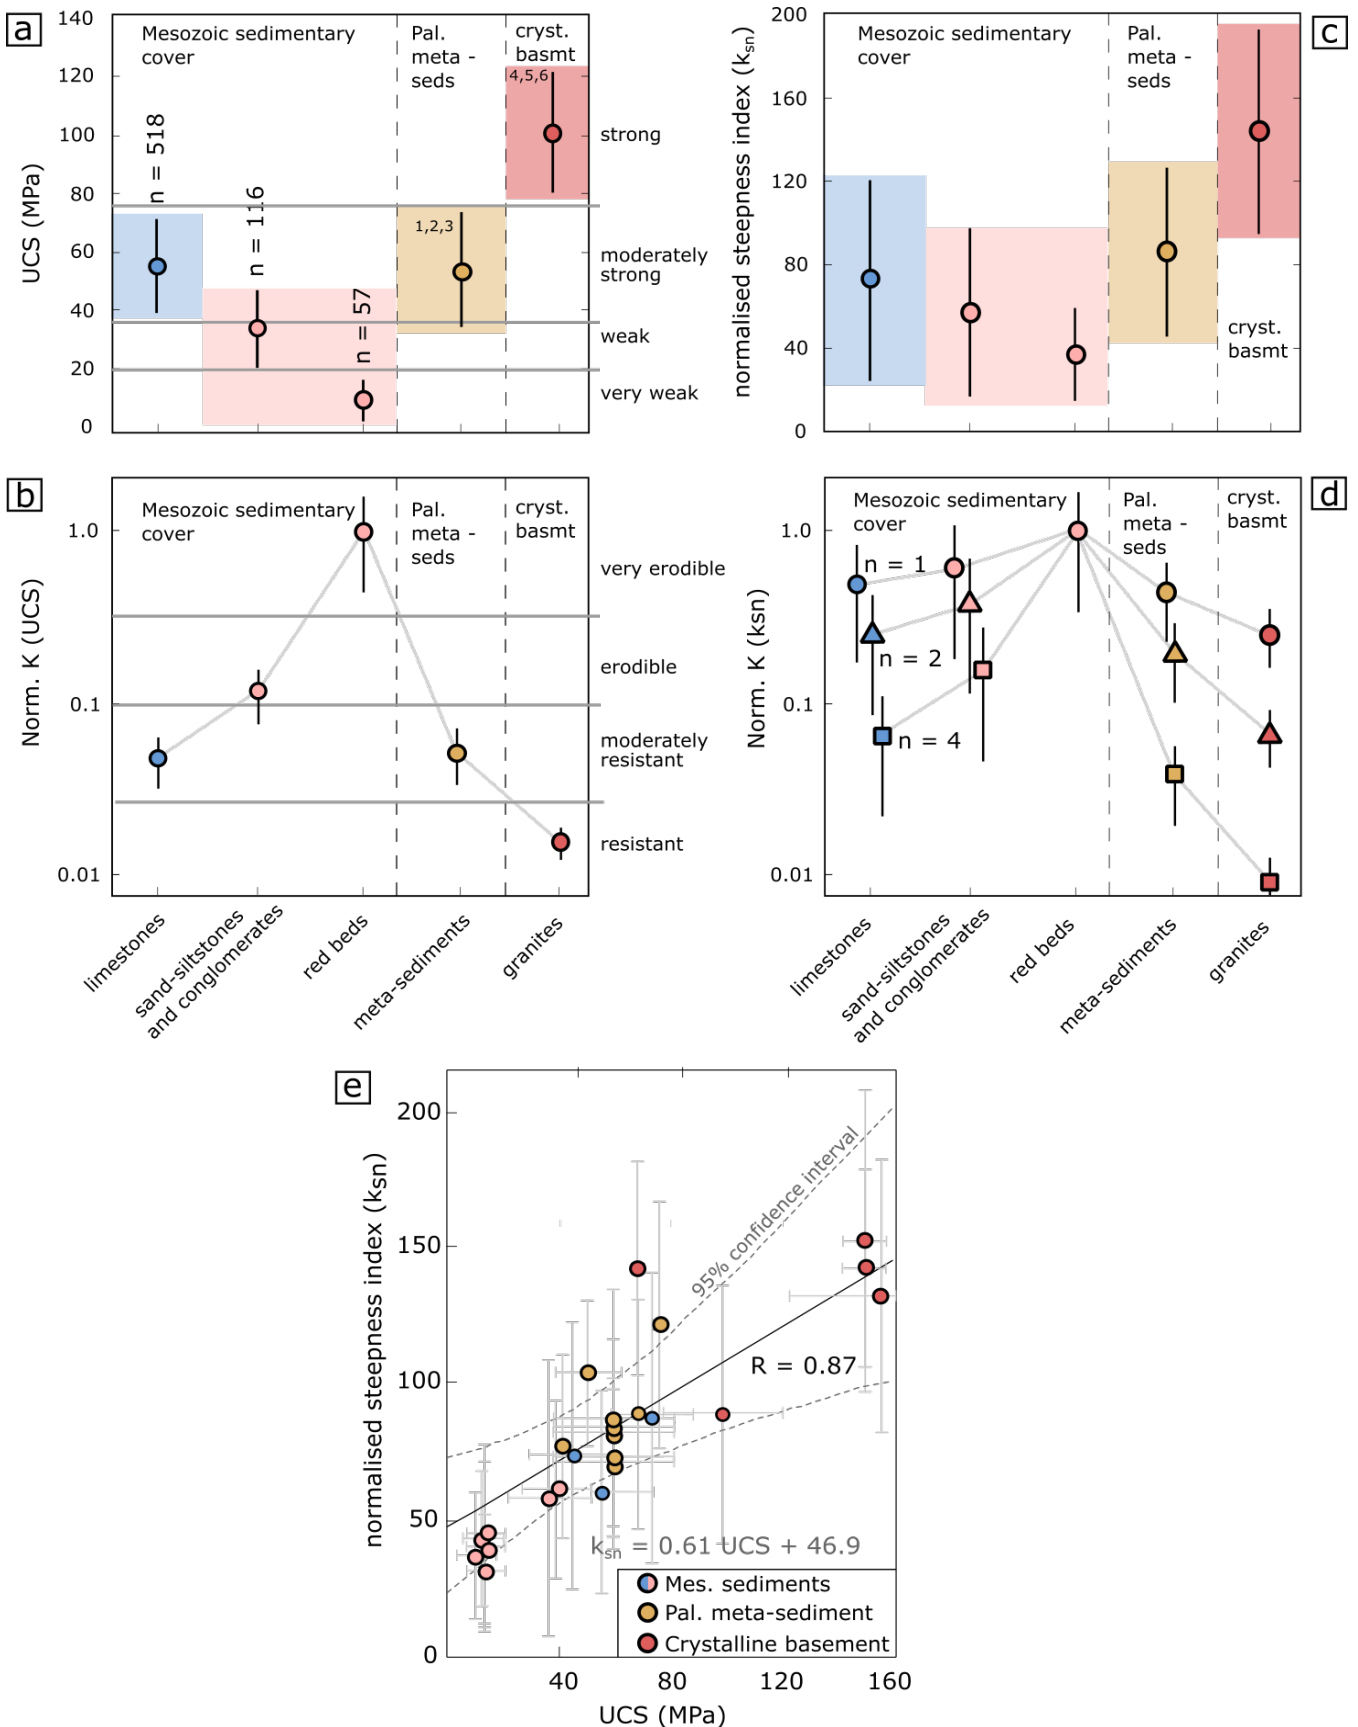 a
140
120
100
80
60
40
20
0
UCS (MPa)
Mesozoic sedimentary
cover
Pal.
meta -
seds
cryst.
basmt
4,5,6
n = 518
n = 116
n = 57
1,2,3
strong
moderately
strong
weak
very weak
c
200
160
120
80
40
0
normalised steepness index (ksn)
Mesozoic sedimentary
cover
Pal.
meta -
seds
cryst.
basmt
b
1.0
0.1
0.01
Norm. K (UCS)
Mesozoic sedimentary
cover
Pal.
meta -
seds
cryst.
basmt
very erodible
erodible
moderately
resistant
resistant
limestones
sand-siltstones
and conglomerates
red beds
meta-sediments
granites
d
1.0
0.1
0.01
Norm. K (ksn)
Mesozoic sedimentary
cover
Pal.
meta -
seds
cryst.
basmt
n = 1
n = 2
n = 4
limestones
sand-siltstones
and conglomerates
red beds
meta-sediments
granites
e
200
150
100
50
0
normalised steepness index (ksn)
95% confidence interval
R = 0.87
ksn = 0.61 UCS + 46.9
Mes. sediments
Pal. meta-sediment
Crystalline basement
40
80
120
160
UCS (MPa)